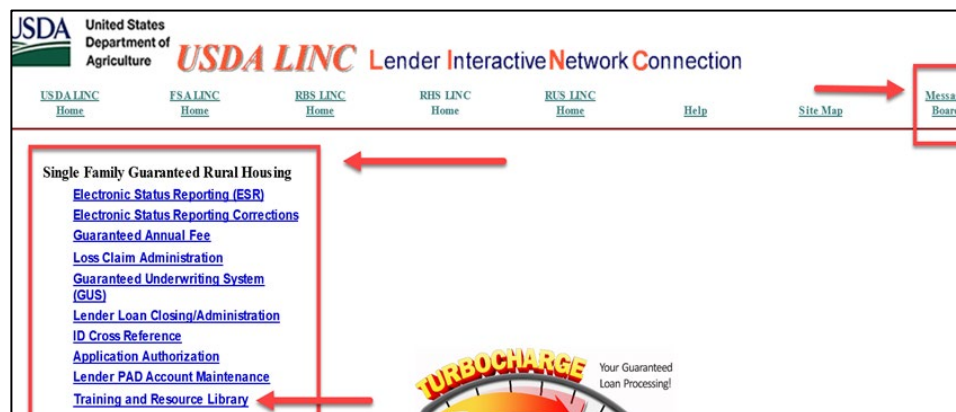 USDA
United States
Department of
Agriculture
USDA LINC Lender Interactive Network Connection
USDA LINC Home
FSA LINC Home
RBS LINC Home
RHS LINC Home
RUS LINC Home
Help
Site Map
Single Family Guaranteed Rural Housing
Electronic Status Reporting (ESR)
Electronic Status Reporting Corrections
Guaranteed Annual Fee
Loss Claim Administration
Guaranteed Underwriting System
(GUS)
Lender Loan Closing/Administration
ID Cross Reference
Application Authorization
Lender PAD Account Maintenance
Training and Resource Library
TURBOCHARGE
Your Guaranteed
Loan Processing!